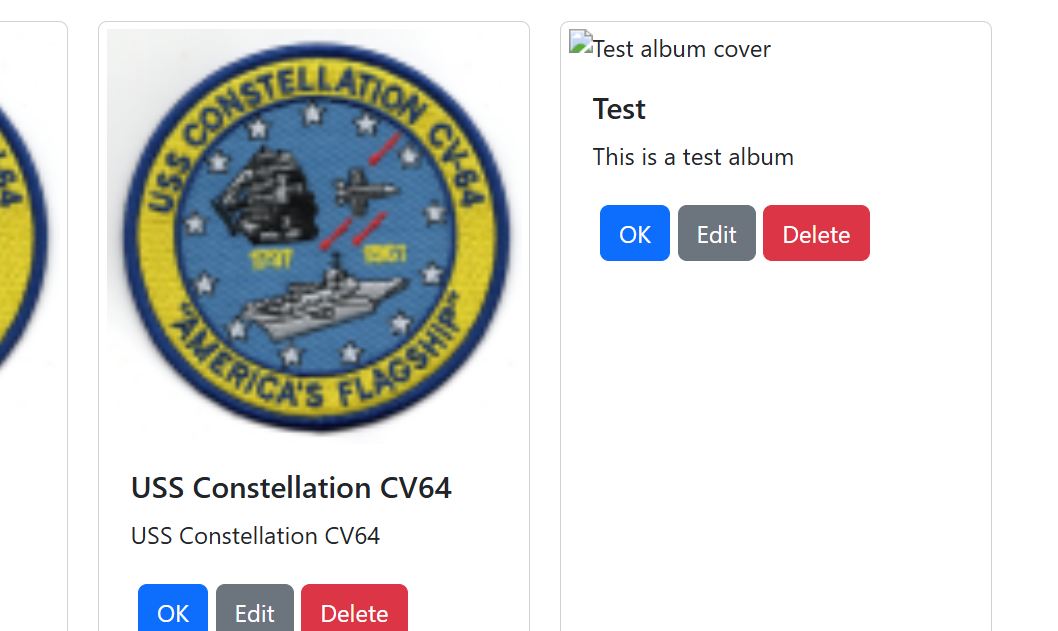 USS CONSTELLATION CV-64
1797
1961
"AMERICA'S FLAGSHIP"
USS Constellation CV64
USS Constellation CV64
OK Edit Delete
Test album cover
Test
This is a test album
OK Edit Delete